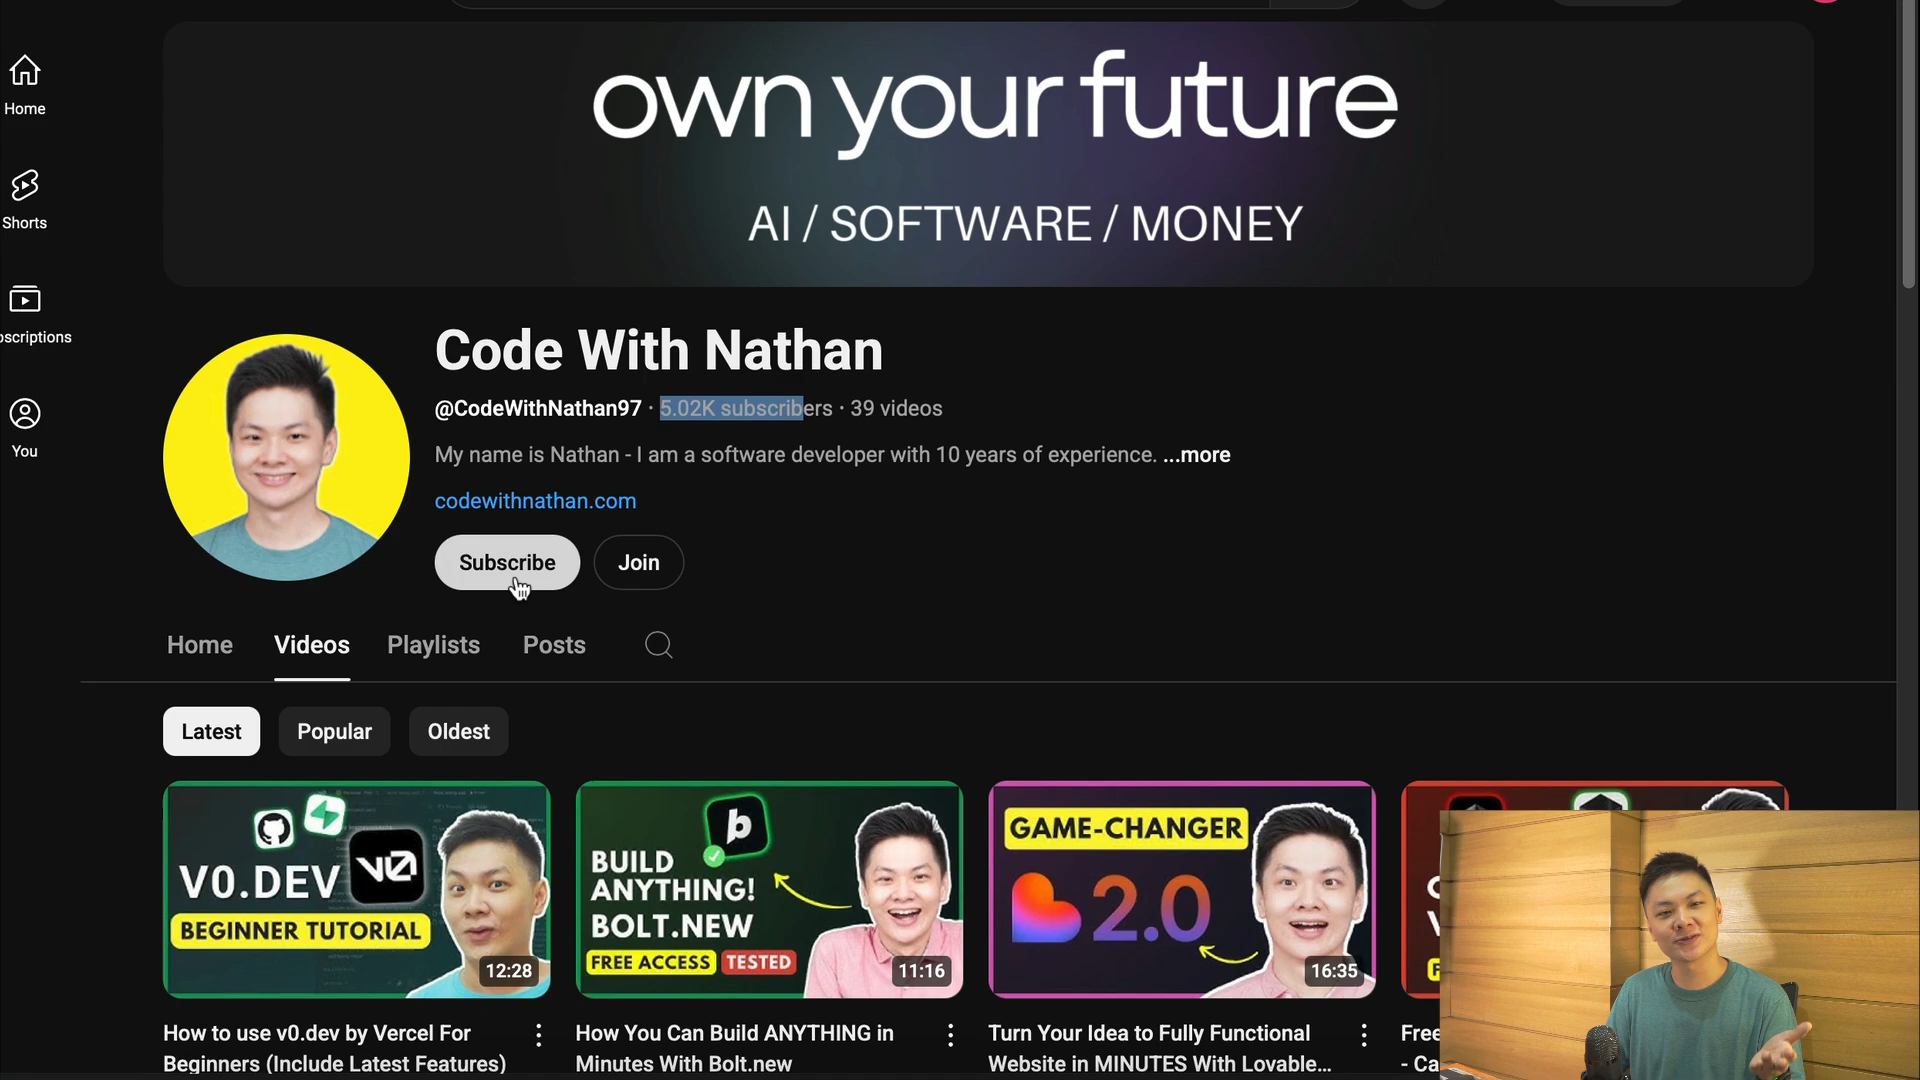 own your future
AI / SOFTWARE / MONEY
Home
Shorts
bscriptions
You
Code With Nathan
@CodeWithNathan97 · 5.02K subscribers · 39 videos
My name is Nathan - I am a software developer with 10 years of experience. ...more
codewithnathan.com
Subscribe
Join
Home
Videos
Playlists
Posts
Latest
Popular
Oldest
V0.DEV
v0
BEGINNER TUTORIAL
12:28
b
BUILD
ANYTHING!
BOLT.NEW
FREE ACCESS
TESTED
11:16
GAME-CHANGER
2.0
16:35
How to use v0.dev by Vercel For
Beginners (Include Latest Features)
How You Can Build ANYTHING in
Minutes With Bolt.new
Turn Your Idea to Fully Functional
Website in MINUTES With Lovable...
Free
- Ca